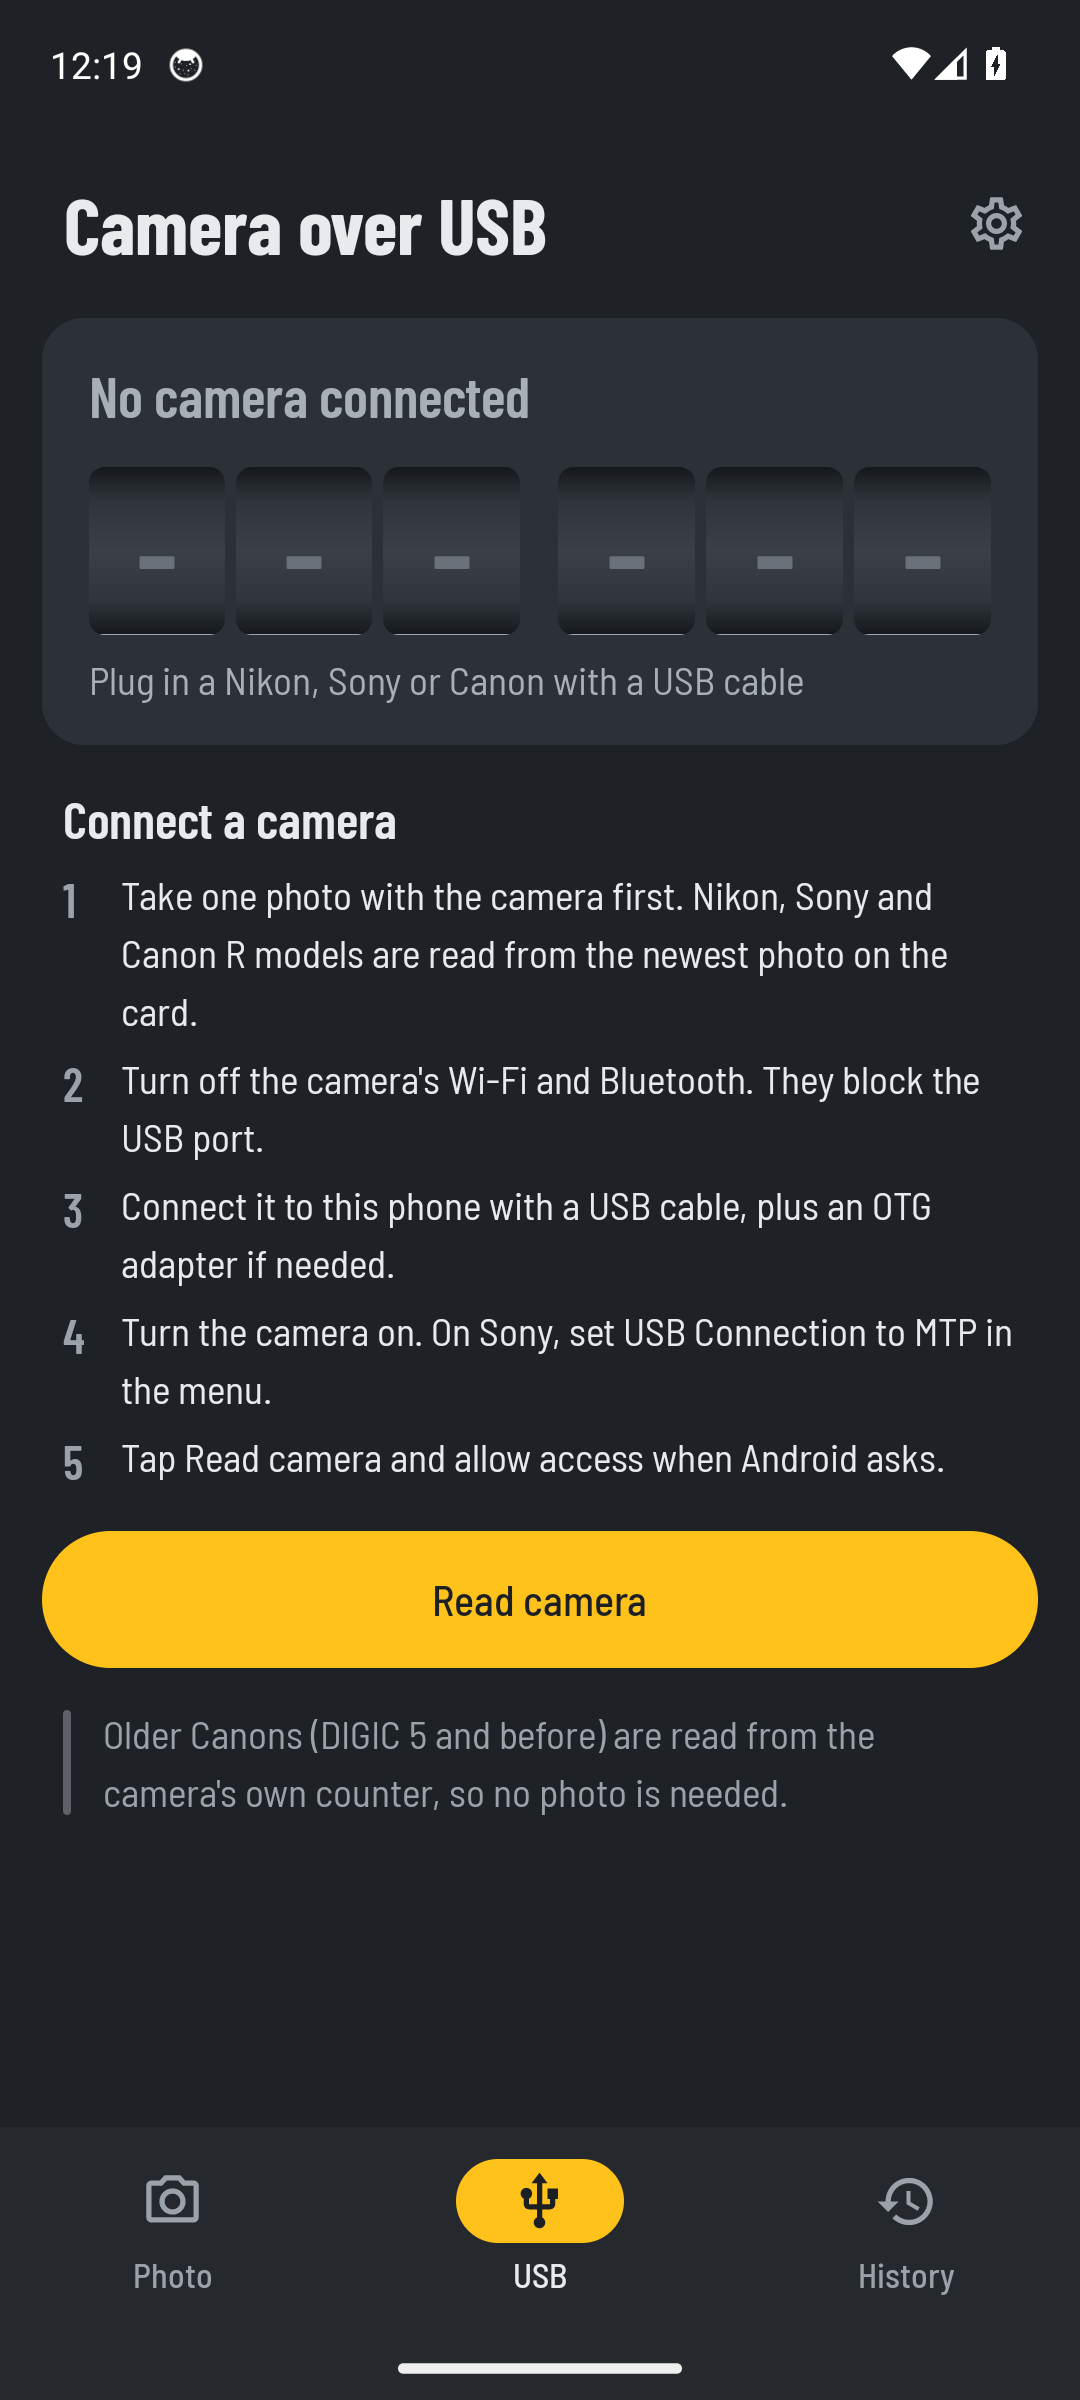 12:19
Camera over USB
No camera connected
– – – – – –
Plug in a Nikon, Sony or Canon with a USB cable
Connect a camera
1 Take one photo with the camera first. Nikon, Sony and
Canon R models are read from the newest photo on the
card.
2 Turn off the camera's Wi-Fi and Bluetooth. They block the
USB port.
3 Connect it to this phone with a USB cable, plus an OTG
adapter if needed.
4 Turn the camera on. On Sony, set USB Connection to MTP in
the menu.
5 Tap Read camera and allow access when Android asks.
Read camera
Older Canons (DIGIC 5 and before) are read from the
camera's own counter, so no photo is needed.
Photo USB History